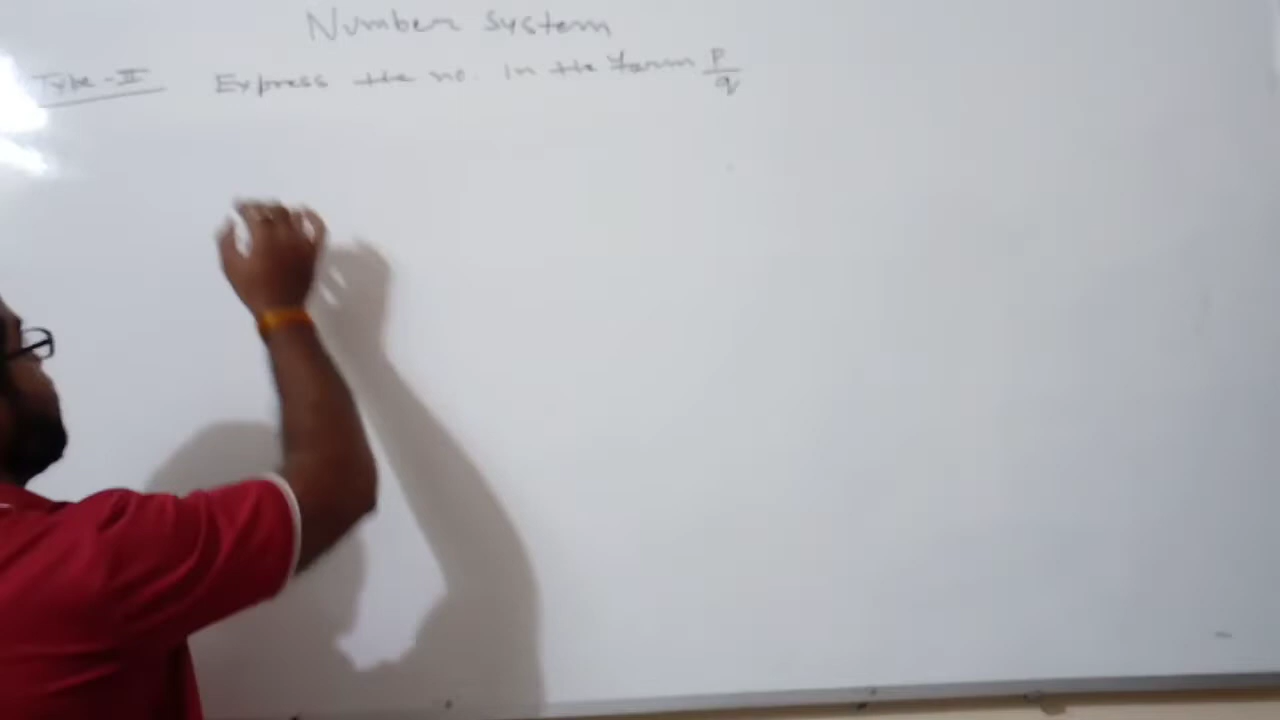 Number System
Type-II Express the no. in the form p/q